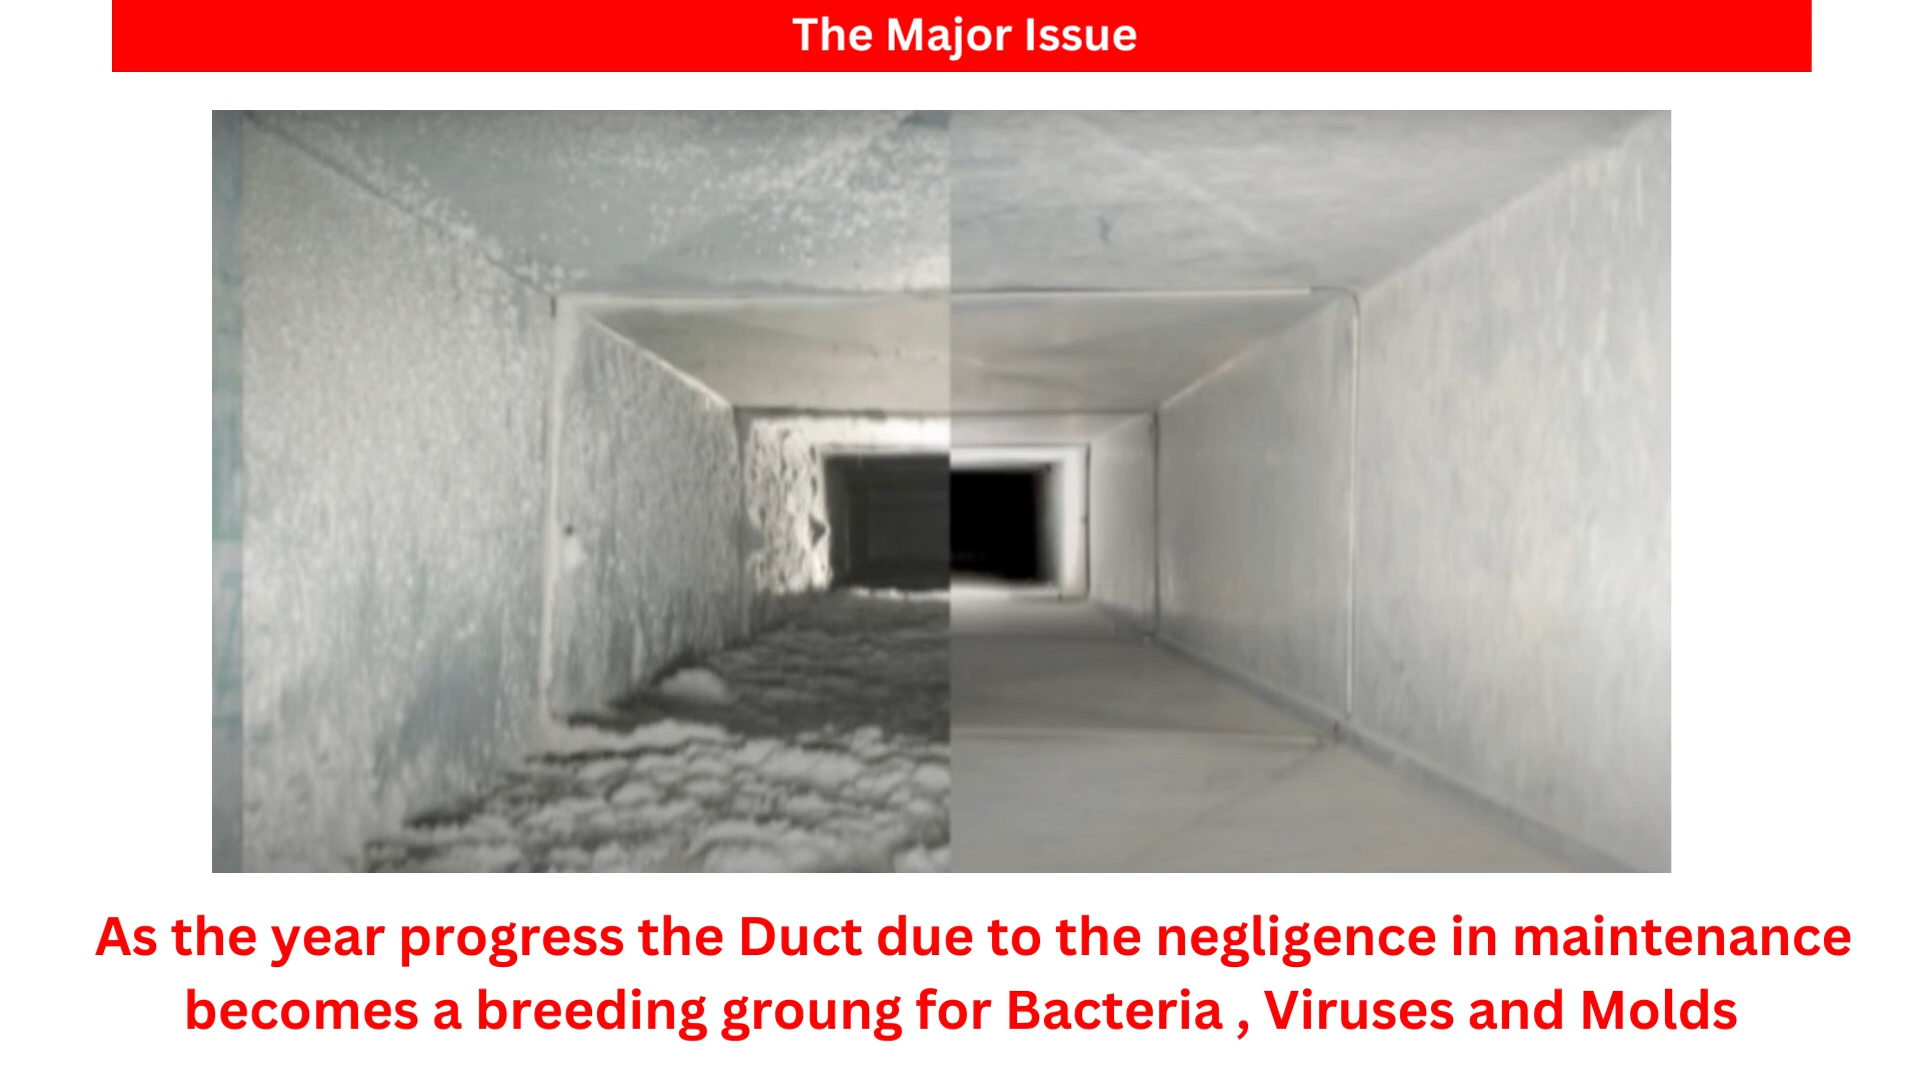 The Major Issue
As the year progress the Duct due to the negligence in maintenance
becomes a breeding groung for Bacteria , Viruses and Molds